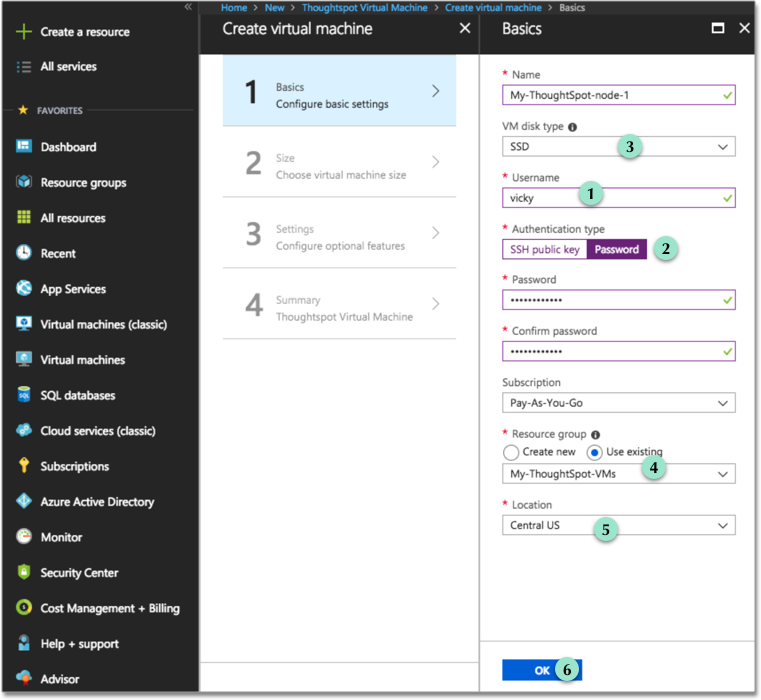 Home > New > Thoughtspot Virtual Machine > Create virtual machine > Basics
«
Create a resource
All services
FAVORITES
Dashboard
Resource groups
All resources
Recent
App Services
Virtual machines (classic)
Virtual machines
SQL databases
Cloud services (classic)
Subscriptions
Azure Active Directory
Monitor
Security Center
Cost Management + Billing
Help + support
Advisor
Create virtual machine
1
Basics
Configure basic settings
2
Size
Choose virtual machine size
3
Settings
Configure optional features
4
Summary
Thoughtspot Virtual Machine
Basics
* Name
My-ThoughtSpot-node-1
VM disk type
SSD
3
* Username
vicky
1
* Authentication type
SSH public key Password
2
* Password
••••••••••••
* Confirm password
••••••••••••
Subscription
Pay-As-You-Go
* Resource group
Create new Use existing
My-ThoughtSpot-VMs
4
* Location
Central US
5
OK
6